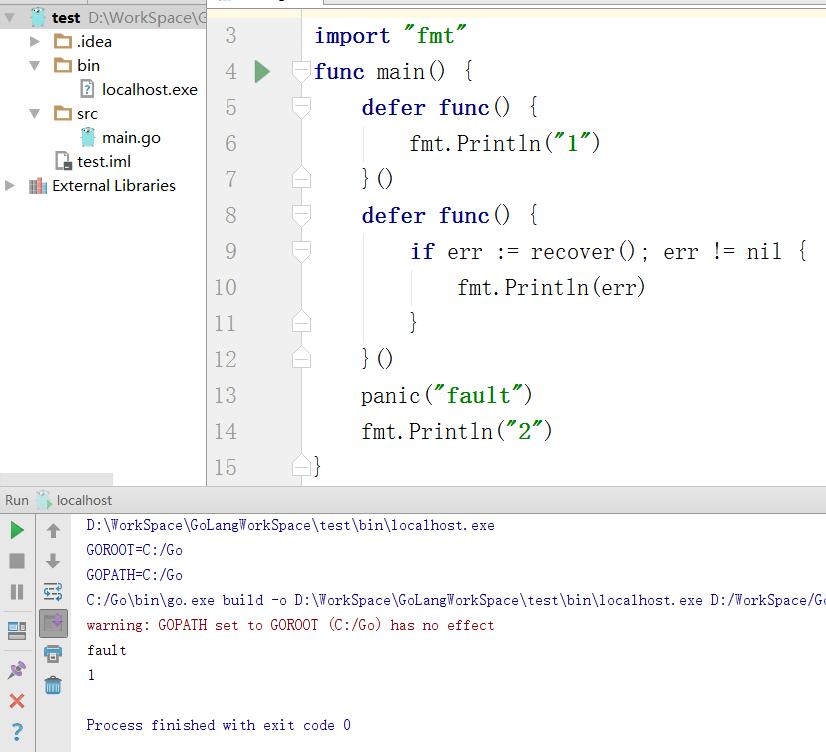 test D:\WorkSpace\G
.idea
bin
localhost.exe
src
main.go
test.iml
External Libraries
3 import "fmt"
4 func main() {
5 defer func() {
6 fmt.Println("1")
7 }()
8 defer func() {
9 if err := recover(); err != nil {
10 fmt.Println(err)
11 }
12 }()
13 panic("fault")
14 fmt.Println("2")
15 }
Run localhost
D:\WorkSpace\GoLangWorkSpace\test\bin\localhost.exe
GOROOT=C:/Go
GOPATH=C:/Go
C:/Go\bin\go.exe build -o D:\WorkSpace\GoLangWorkSpace\test\bin\localhost.exe D:/WorkSpace/Go
warning: GOPATH set to GOROOT (C:/Go) has no effect
fault
1
Process finished with exit code 0